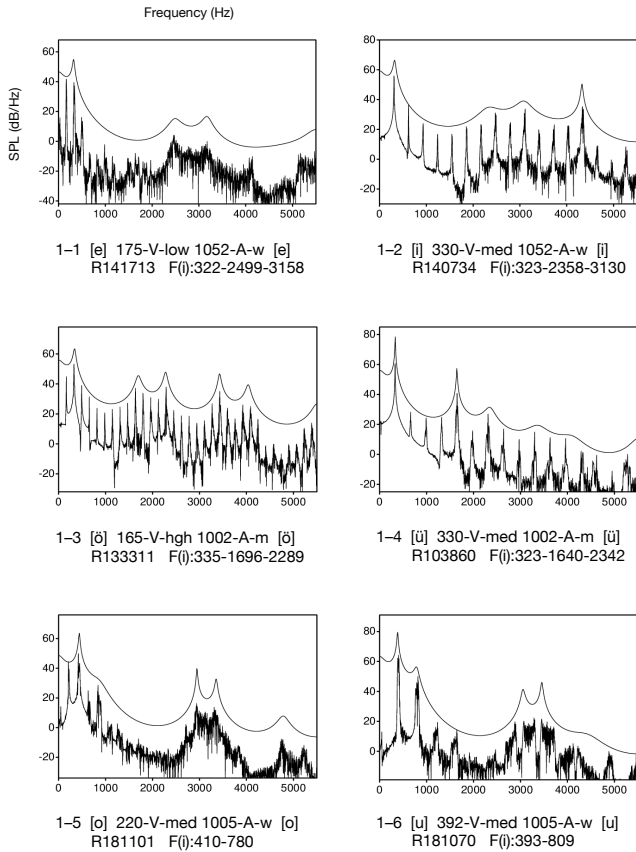 Frequency (Hz)
SPL (dB/Hz)
60
40
20
0
-20
-40
0 1000 2000 3000 4000 5000
1–1 [e] 175-V-low 1052-A-w [e]
R141713 F(i):322-2499-3158
80
60
40
20
0
-20
0 1000 2000 3000 4000 5000
1–2 [i] 330-V-med 1052-A-w [i]
R140734 F(i):323-2358-3130
60
40
20
0
-20
0 1000 2000 3000 4000 5000
1–3 [ö] 165-V-hgh 1002-A-m [ö]
R133311 F(i):335-1696-2289
80
60
40
20
0
-20
0 1000 2000 3000 4000 5000
1–4 [ü] 330-V-med 1002-A-m [ü]
R103860 F(i):323-1640-2342
60
40
20
0
-20
0 1000 2000 3000 4000 5000
1–5 [o] 220-V-med 1005-A-w [o]
R181101 F(i):410-780
80
60
40
20
0
0 1000 2000 3000 4000 5000
1–6 [u] 392-V-med 1005-A-w [u]
R181070 F(i):393-809